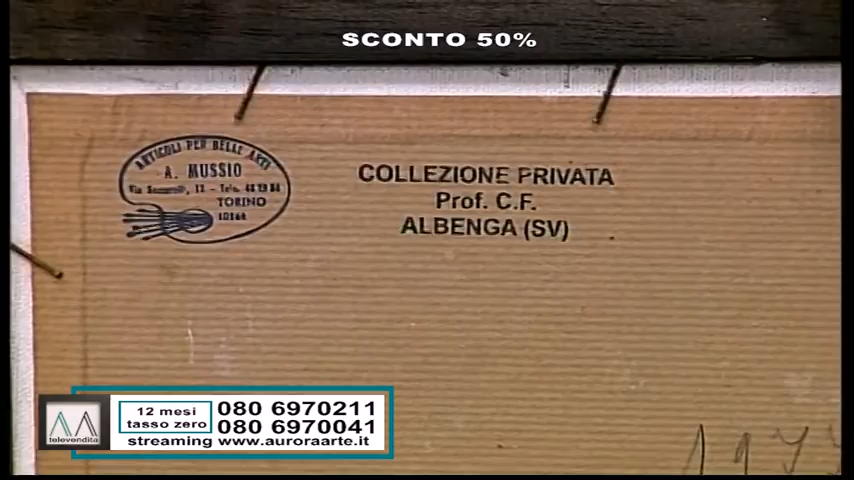 SCONTO 50%
ARTICOLI PER BELLE ARTI
A. MUSSIO
TORINO
COLLEZIONE PRIVATA
Prof. C.F.
ALBENGA (SV)
12 mesi
tasso zero
080 6970211
080 6970041
televendita
streaming www.auroraarte.it